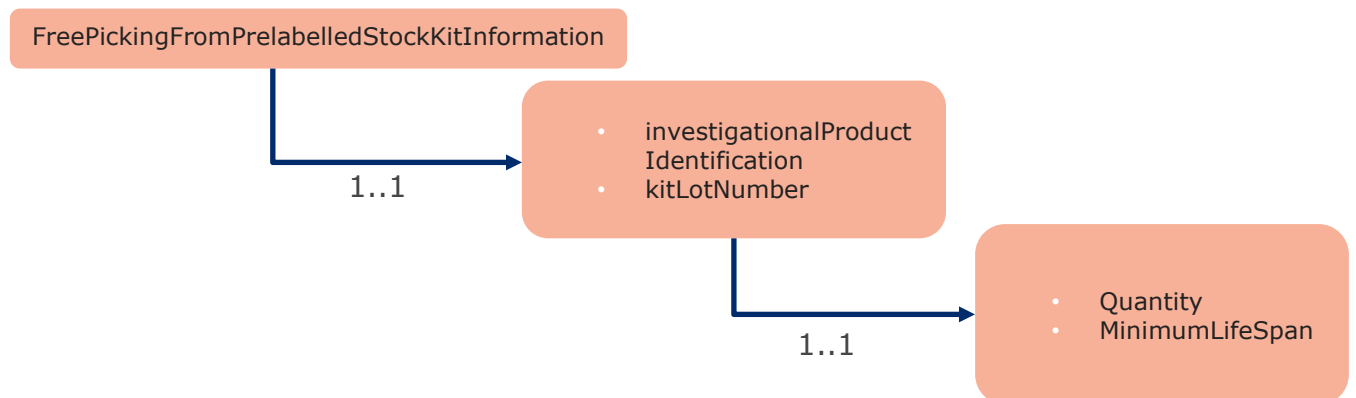 FreePickingFromPrelabelledStockKitInformation
• investigationalProduct
Identification
• kitLotNumber
1..1
• Quantity
• MinimumLifeSpan
1..1